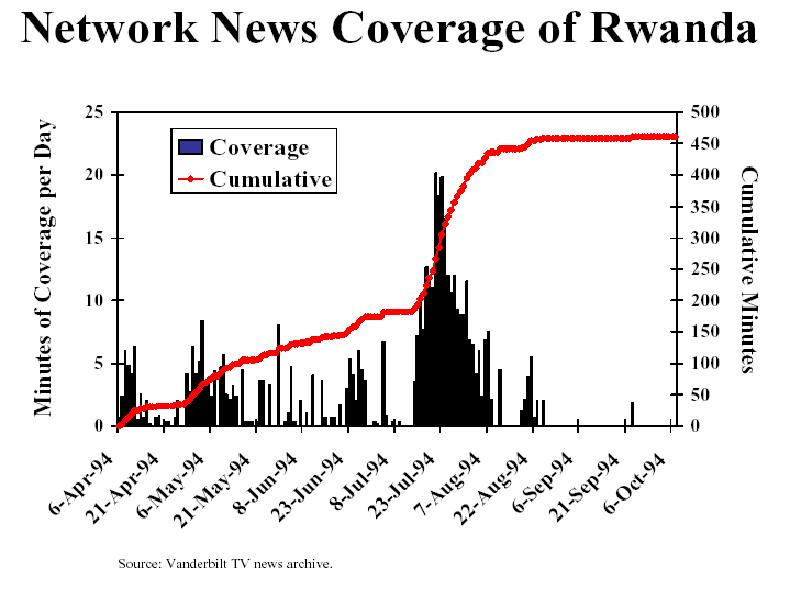 Network News Coverage of Rwanda
25
20
15
10
5
0
Minutes of Coverage per Day
Coverage
Cumulative
500
450
400
350
300
250
200
150
100
50
0
Cumulative Minutes
6-Apr-94
21-Apr-94
6-May-94
21-May-94
8-Jun-94
23-Jun-94
8-Jul-94
23-Jul-94
7-Aug-94
22-Aug-94
6-Sep-94
21-Sep-94
6-Oct-94
Source: Vanderbilt TV news archive.